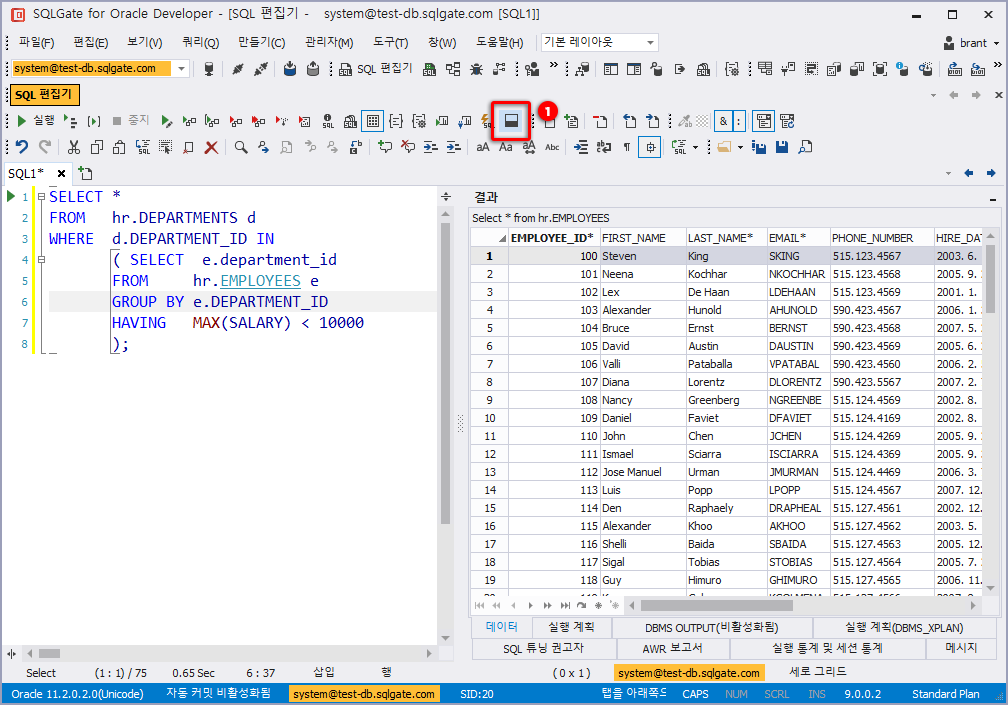 SQLGate for Oracle Developer - [SQL 편집기 - system@test-db.sqlgate.com [SQL1]]
파일(F) 편집(E) 보기(V) 쿼리(Q) 만들기(C) 관리자(M) 도구(T) 창(W) 도움말(H) 기본 레이아웃 brant
system@test-db.sqlgate.com SQL 편집기
SQL 편집기
실행 중지 1
SQL1*
1 SELECT *
2 FROM hr.DEPARTMENTS d
3 WHERE d.DEPARTMENT_ID IN
4 ( SELECT e.department_id
5 FROM hr.EMPLOYEES e
6 GROUP BY e.DEPARTMENT_ID
7 HAVING MAX(SALARY) < 10000
8 );
결과
Select * from hr.EMPLOYEES
EMPLOYEE_ID* FIRST_NAME LAST_NAME* EMAIL* PHONE_NUMBER HIRE_DAT
1 100 Steven King SKING 515.123.4567 2003. 6.
2 101 Neena Kochhar NKOCHHAR 515.123.4568 2005. 9.
3 102 Lex De Haan LDEHAAN 515.123.4569 2001. 1.
4 103 Alexander Hunold AHUNOLD 590.423.4567 2006. 1.
5 104 Bruce Ernst BERNST 590.423.4568 2007. 5.
6 105 David Austin DAUSTIN 590.423.4569 2005. 6.
7 106 Valli Pataballa VPATABAL 590.423.4560 2006. 2.
8 107 Diana Lorentz DLORENTZ 590.423.5567 2007. 2.
9 108 Nancy Greenberg NGREENBE 515.124.4569 2002. 8.
10 109 Daniel Faviet DFAVIET 515.124.4169 2002. 8.
11 110 John Chen JCHEN 515.124.4269 2005. 9.
12 111 Ismael Sciarra ISCIARRA 515.124.4369 2005. 9.
13 112 Jose Manuel Urman JMURMAN 515.124.4469 2006. 3.
14 113 Luis Popp LPOPP 515.124.4567 2007. 12.
15 114 Den Raphaely DRAPHEAL 515.127.4561 2002. 12.
16 115 Alexander Khoo AKHOO 515.127.4562 2003. 5.
17 116 Shelli Baida SBAIDA 515.127.4563 2005. 12.
18 117 Sigal Tobias STOBIAS 515.127.4564 2005. 7.
19 118 Guy Himuro GHIMURO 515.127.4565 2006. 11.
데이터 실행 계획 DBMS OUTPUT(비활성화됨) 실행 계획(DBMS_XPLAN)
SQL 튜닝 권고자 AWR 보고서 실행 통계 및 세션 통계 메시지
Select (1: 1) / 75 0.65 Sec 6 : 37 삽입 행 ( 0 x 1 ) system@test-db.sqlgate.com 세로 그리드
Oracle 11.2.0.2.0(Unicode) 자동 커밋 비활성화됨 system@test-db.sqlgate.com SID:20 탭을 아래쪽으 CAPS NUM SCRL INS 9.0.0.2 Standard Plan